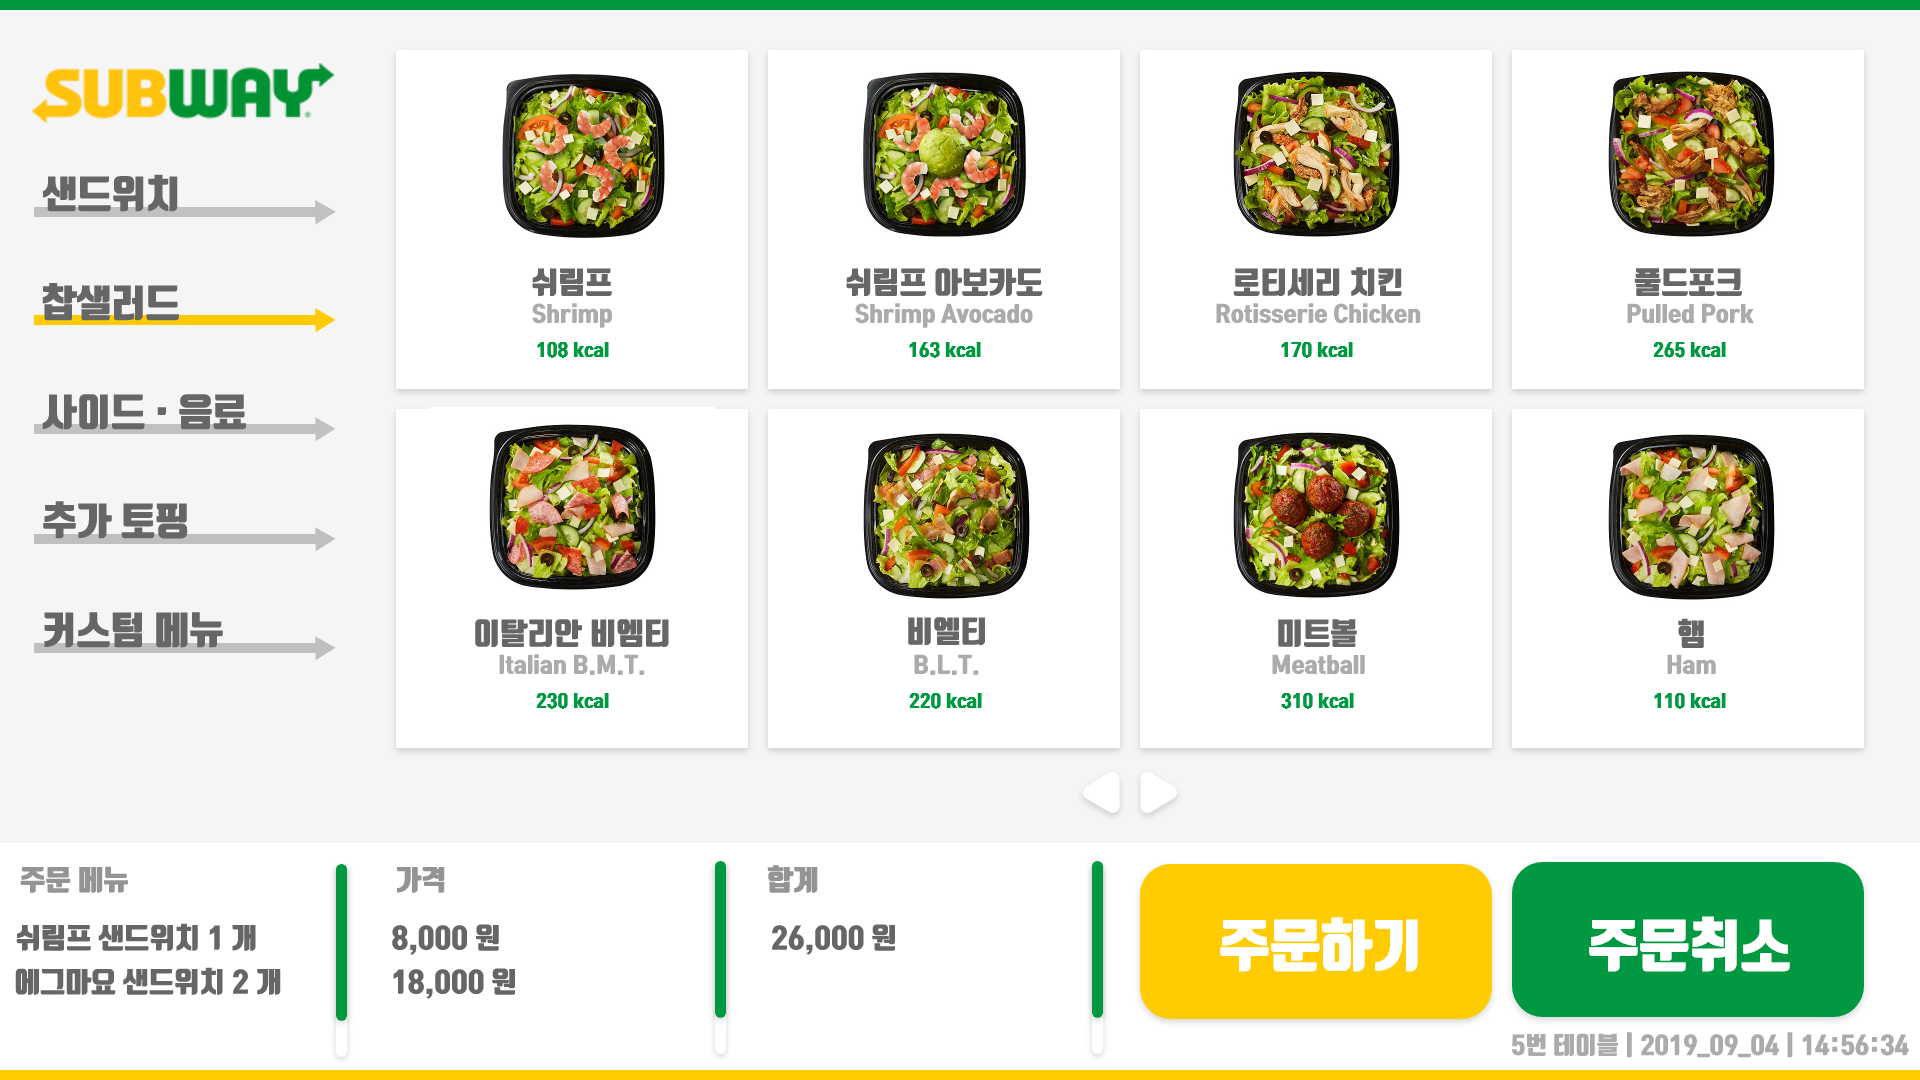 SUBWAY
샌드위치
찹샐러드
사이드 · 음료
추가 토핑
커스텀 메뉴
쉬림프
Shrimp
108 kcal
쉬림프 아보카도
Shrimp Avocado
163 kcal
로티세리 치킨
Rotisserie Chicken
170 kcal
풀드포크
Pulled Pork
265 kcal
이탈리안 비엠티
Italian B.M.T.
230 kcal
비엘티
B.L.T.
220 kcal
미트볼
Meatball
310 kcal
햄
Ham
110 kcal
주문 메뉴
쉬림프 샌드위치 1 개
에그마요 샌드위치 2 개
가격
8,000 원
18,000 원
합계
26,000 원
주문하기
주문취소
5번 테이블 | 2019_09_04 | 14:56:34